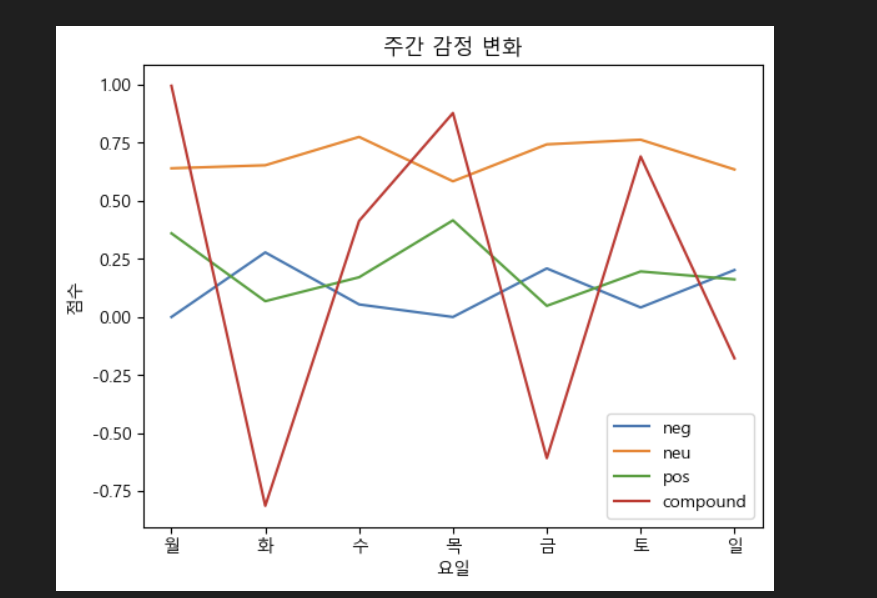 주간 감정 변화
1.00
0.75
0.50
0.25
0.00
-0.25
-0.50
-0.75
점수
neg
neu
pos
compound
월 화 수 목 금 토 일
요일